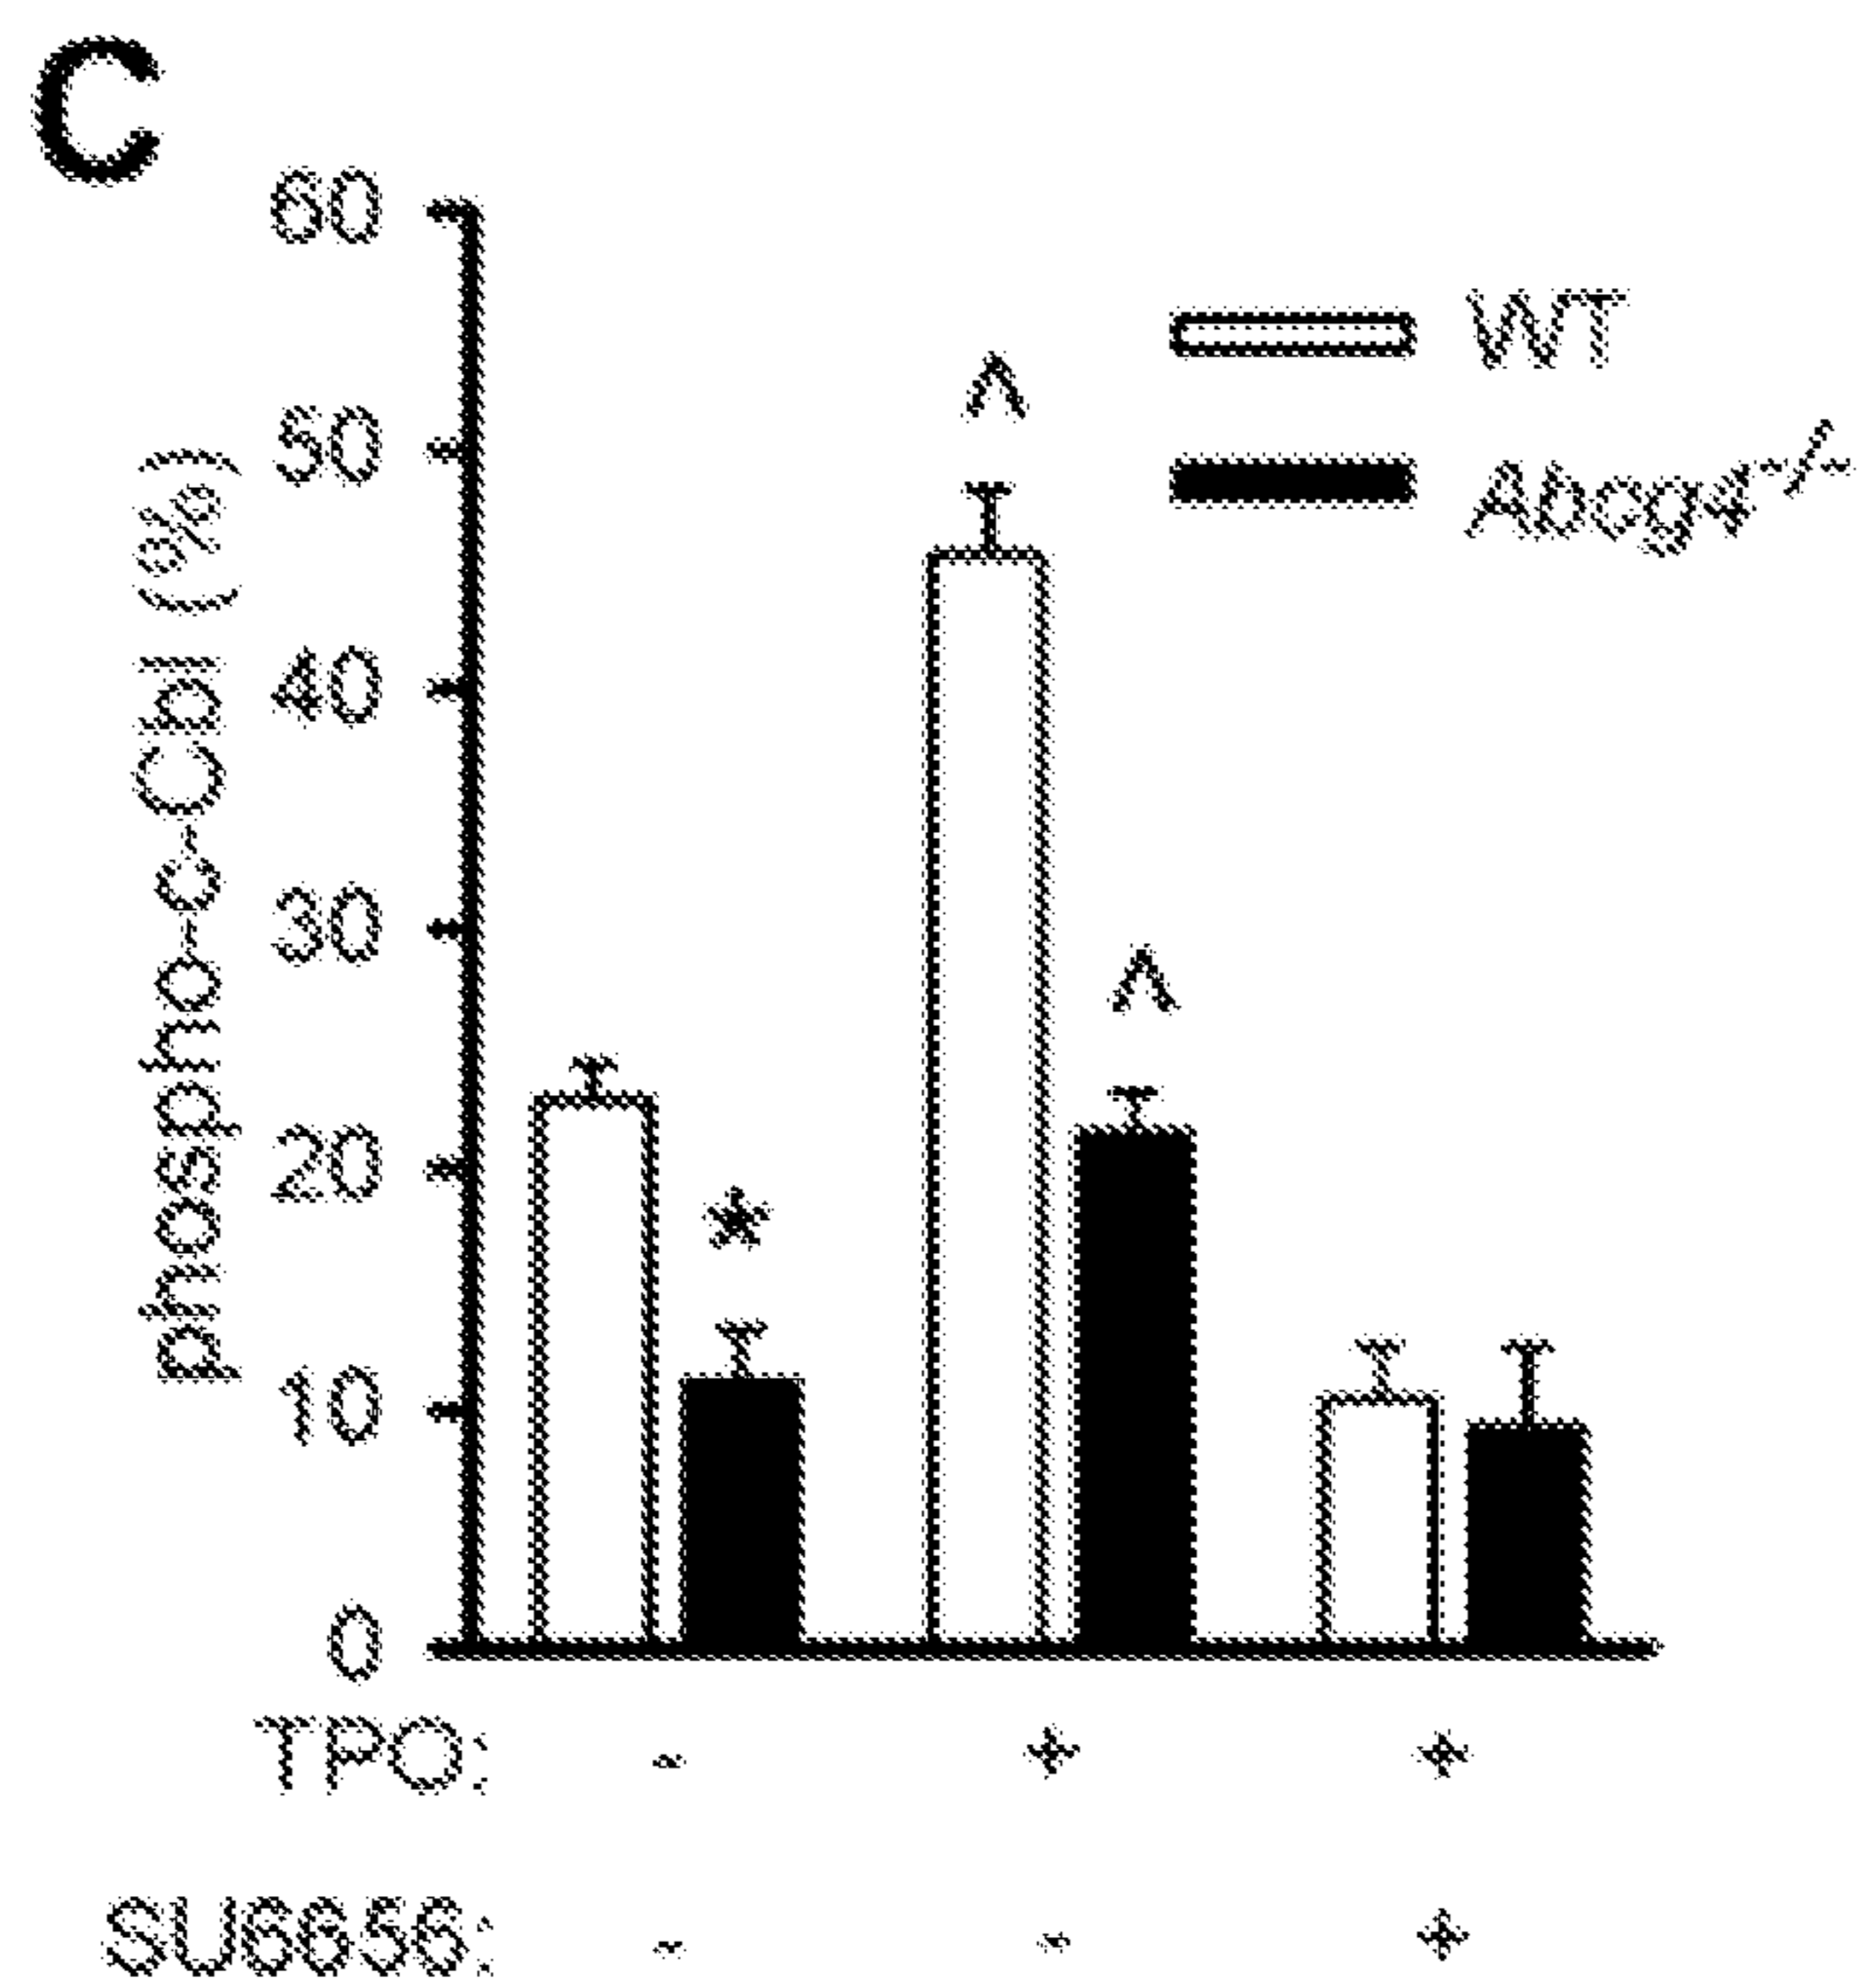 C
60
50
40
30
20
10
0
phospho-c-Cbl (%)
WT
Abcg4-/-
^
^
*
TPO: - + +
SU6656: - - +